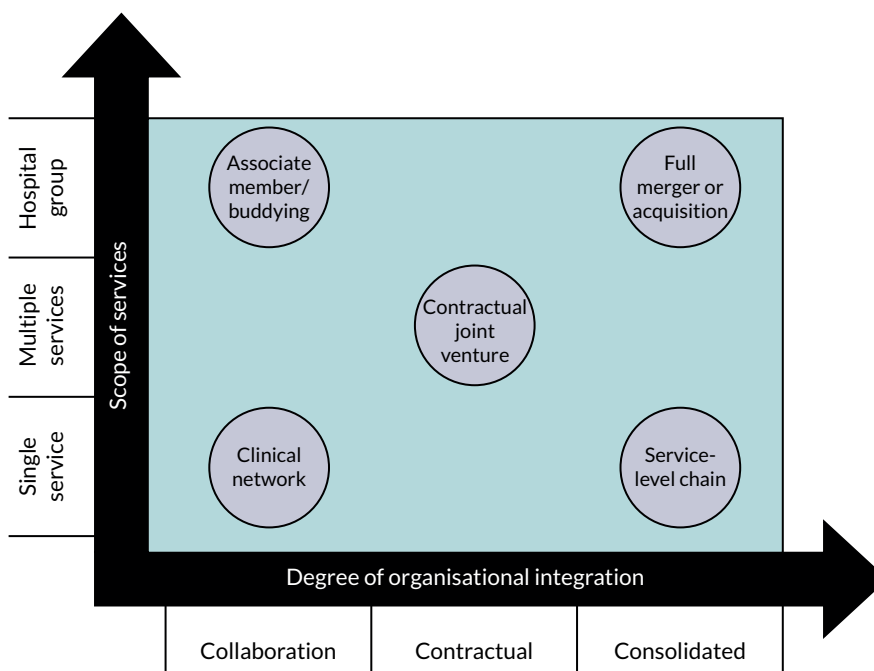 Hospital
group
Multiple
services
Single
service
Scope of services
Associate
member/
buddying
Full
merger or
acquisition
Contractual
joint
venture
Clinical
network
Service-
level chain
Degree of organisational integration
Collaboration
Contractual
Consolidated